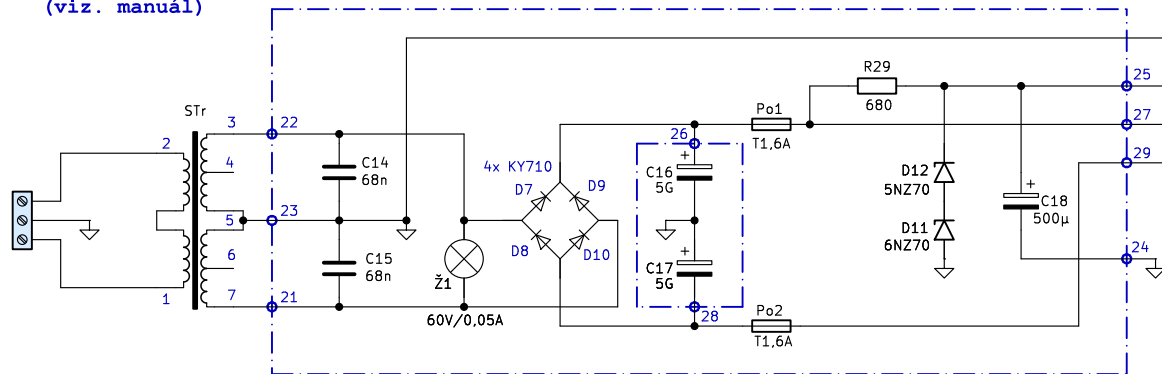 (viz. manuál)
STr
2
1
3
4
5
6
7
22
23
21
C14
68n
C15
68n
Ž1
60V/0,05A
4x KY710
D7
D9
D8
D10
26
+
C16
5G
+
C17
5G
28
Po1
T1,6A
Po2
T1,6A
R29
680
D12
5NZ70
D11
6NZ70
+
C18
500µ
25
27
29
24